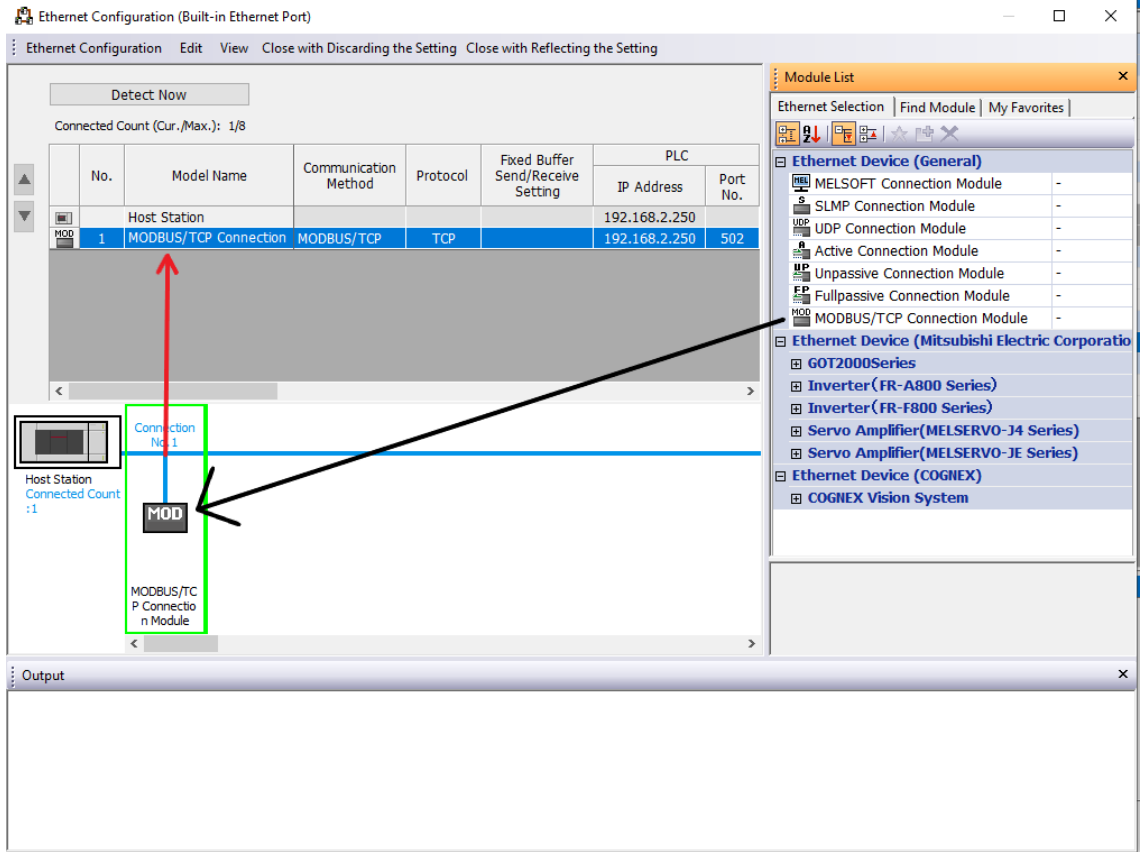 Ethernet Configuration (Built-in Ethernet Port)
Ethernet Configuration Edit View Close with Discarding the Setting Close with Reflecting the Setting
Detect Now
Connected Count (Cur./Max.): 1/8
No. Model Name Communication Method Protocol Fixed Buffer Send/Receive Setting PLC IP Address Port No.
Host Station 192.168.2.250
MOD 1 MODBUS/TCP Connection MODBUS/TCP TCP 192.168.2.250 502
Host Station
Connected Count
:1
Connection
No.1
MOD
MODBUS/TC
P Connectio
n Module
Module List
Ethernet Selection Find Module My Favorites
Ethernet Device (General)
MEL MELSOFT Connection Module -
S SLMP Connection Module -
UDP UDP Connection Module -
A Active Connection Module -
UP Unpassive Connection Module -
FP Fullpassive Connection Module -
MOD MODBUS/TCP Connection Module -
Ethernet Device (Mitsubishi Electric Corporatio
GOT2000Series
Inverter(FR-A800 Series)
Inverter(FR-F800 Series)
Servo Amplifier(MELSERVO-J4 Series)
Servo Amplifier(MELSERVO-JE Series)
Ethernet Device (COGNEX)
COGNEX Vision System
Output